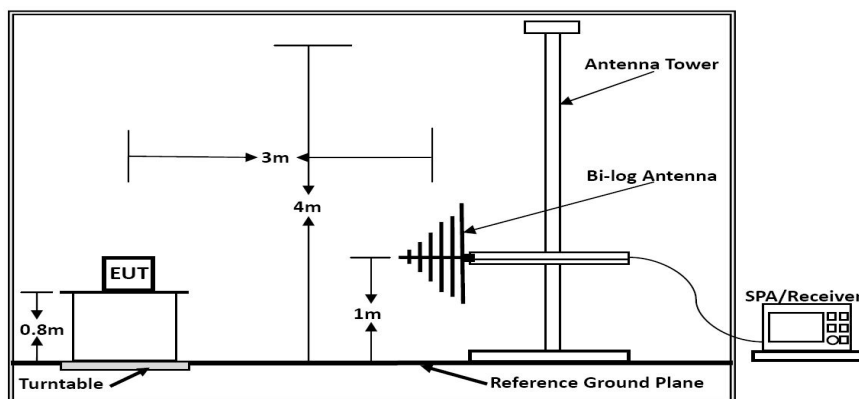 Antenna Tower
3m
Bi-log Antenna
4m
EUT
SPA/Receiver
0.8m
1m
Turntable
Reference Ground Plane